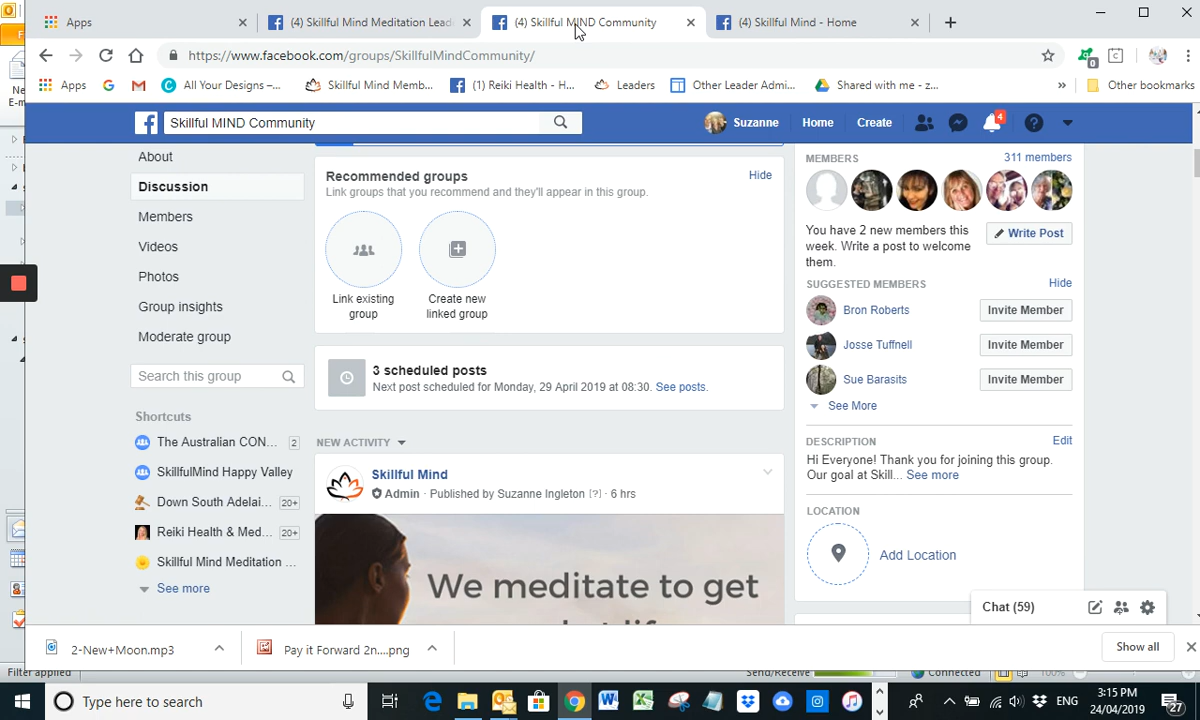 Apps
(4) Skillful Mind Meditation Lead
(4) Skillful MIND Community
(4) Skillful Mind - Home
https://www.facebook.com/groups/SkillfulMindCommunity/
Apps
All Your Designs –...
Skillful Mind Memb...
(1) Reiki Health - H...
Leaders
Other Leader Admi...
Shared with me - z...
»
Other bookmarks
Ne
E-m
Skillful MIND Community
Suzanne
Home
Create
4
About
Discussion
Members
Videos
Photos
Group insights
Moderate group
Search this group
Shortcuts
The Australian CON... 2
SkillfulMind Happy Valley
Down South Adelai... 20+
Reiki Health & Med... 20+
Skillful Mind Meditation ...
See more
Recommended groups
Hide
Link groups that you recommend and they'll appear in this group.
Link existing
group
Create new
linked group
3 scheduled posts
Next post scheduled for Monday, 29 April 2019 at 08:30. See posts.
NEW ACTIVITY
Skillful Mind
Admin · Published by Suzanne Ingleton [?] · 6 hrs
We meditate to get
MEMBERS
311 members
You have 2 new members this
week. Write a post to welcome
them.
Write Post
SUGGESTED MEMBERS
Hide
Bron Roberts
Invite Member
Josse Tuffnell
Invite Member
Sue Barasits
Invite Member
See More
DESCRIPTION
Edit
Hi Everyone! Thank you for joining this group.
Our goal at Skill... See more
LOCATION
Add Location
Chat (59)
2-New+Moon.mp3
Pay it Forward 2n....png
Show all
Filter applied
Send/Receive
Connected
100%
Type here to search
ENG
3:15 PM
24/04/2019
27